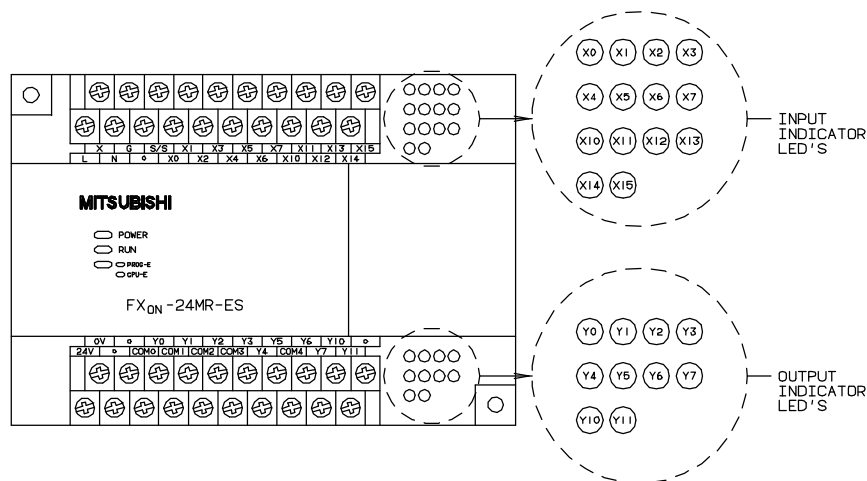 X0 X1 X2 X3
X4 X5 X6 X7
X10 X11 X12 X13
X14 X15
INPUT
INDICATOR
LED'S
X G S/S X1 X3 X5 X7 X11 X13 X15
L N X0 X2 X4 X6 X10 X12 X14
MITSUBISHI
POWER
RUN
PROG-E
CPU-E
FX0N-24MR-ES
0V Y0 Y1 Y2 Y3 Y5 Y6 Y10
24V COM0 COM1 COM2 COM3 Y4 COM4 Y7 Y11
Y0 Y1 Y2 Y3
Y4 Y5 Y6 Y7
Y10 Y11
OUTPUT
INDICATOR
LED'S